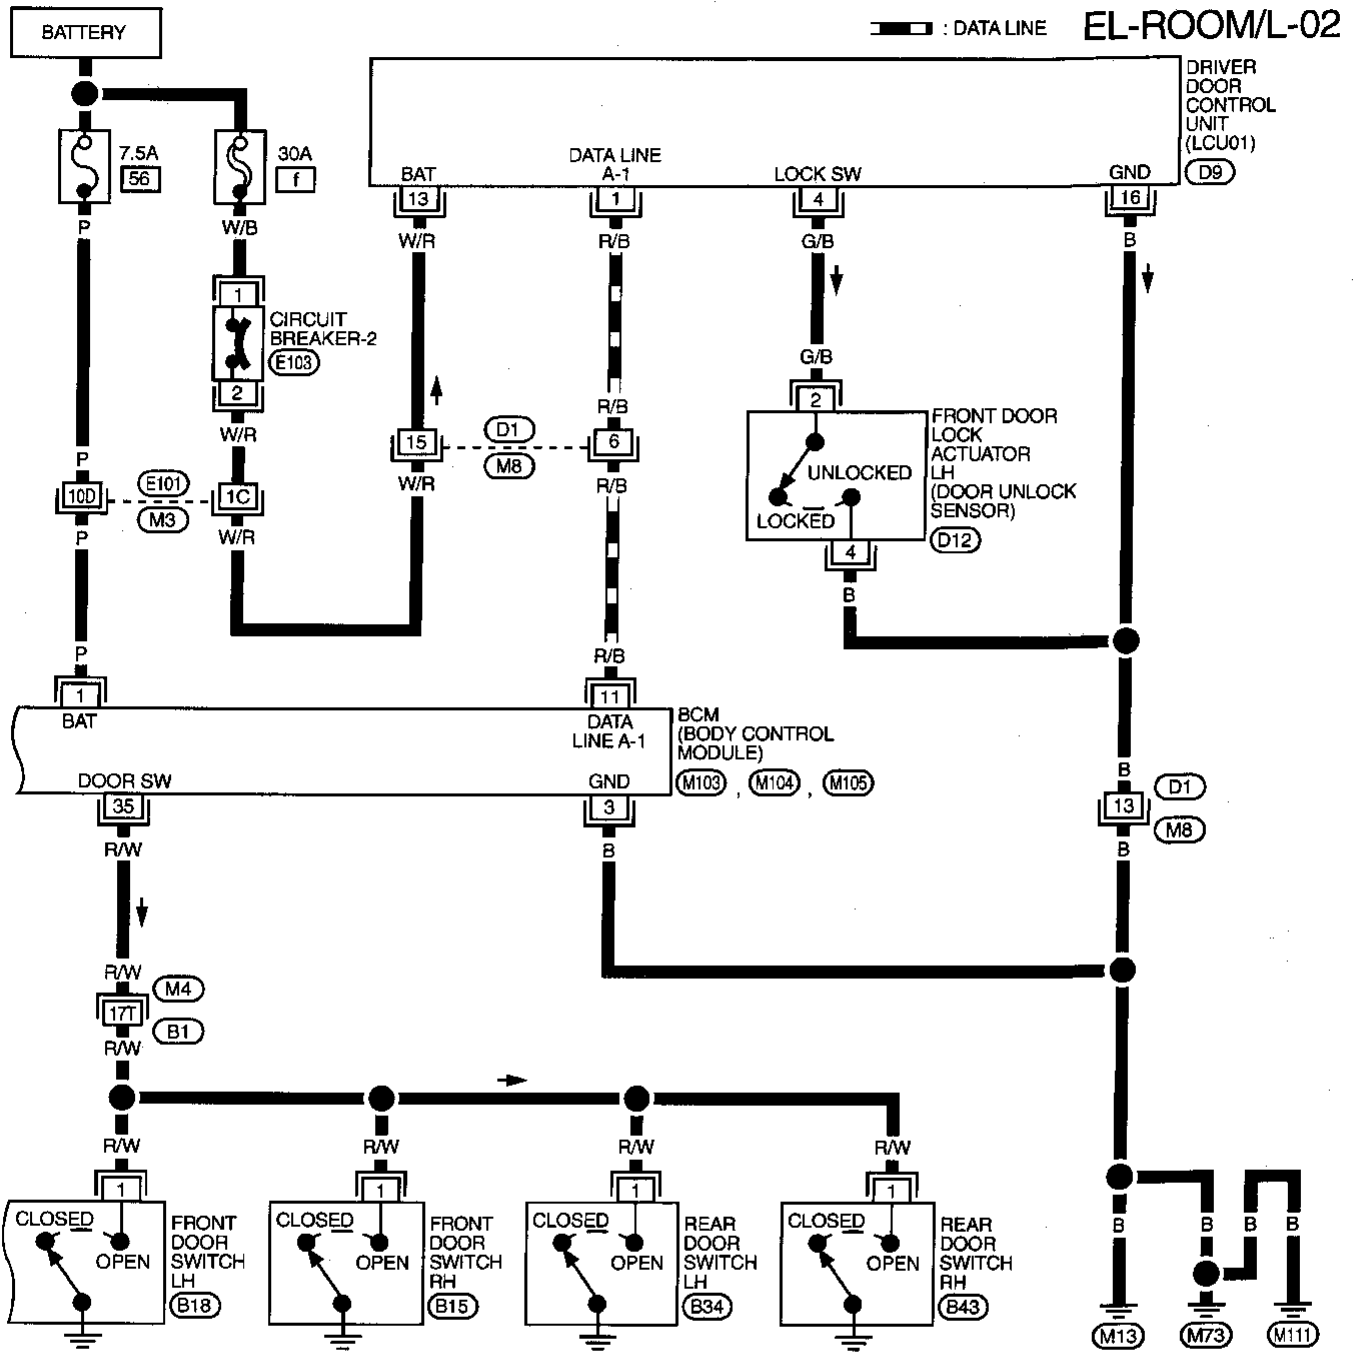 BATTERY
: DATA LINE
EL-ROOM/L-02
DRIVER
DOOR
CONTROL
UNIT
(LCU01)
D9
7.5A
56
30A
f
BAT
DATA LINE
A-1
LOCK SW
GND
13
1
4
16
P
W/B
W/R
R/B
G/B
B
1
CIRCUIT
BREAKER-2
E103
2
G/B
2
W/R
R/B
FRONT DOOR
LOCK
ACTUATOR
LH
(DOOR UNLOCK
SENSOR)
D12
UNLOCKED
LOCKED
4
B
15
D1
M8
6
W/R
R/B
P
10D
E101
M3
1C
P
W/R
P
R/B
1
11
BAT
DATA
LINE A-1
BCM
(BODY CONTROL
MODULE)
M103 , M104 , M105
DOOR SW
GND
35
3
R/W
B
B
13
D1
M8
B
R/W
M4
17T
B1
R/W
R/W
R/W
R/W
R/W
1
1
1
1
CLOSED
OPEN
FRONT
DOOR
SWITCH
LH
B18
CLOSED
OPEN
FRONT
DOOR
SWITCH
RH
B15
CLOSED
OPEN
REAR
DOOR
SWITCH
LH
B34
CLOSED
OPEN
REAR
DOOR
SWITCH
RH
B43
B
B
B
B
M13
M73
M111